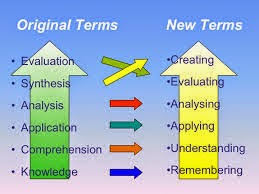 Original Terms New Terms
• Evaluation •Creating
• Synthesis •Evaluating
• Analysis •Analysing
• Application •Applying
• Comprehension •Understanding
• Knowledge •Remembering